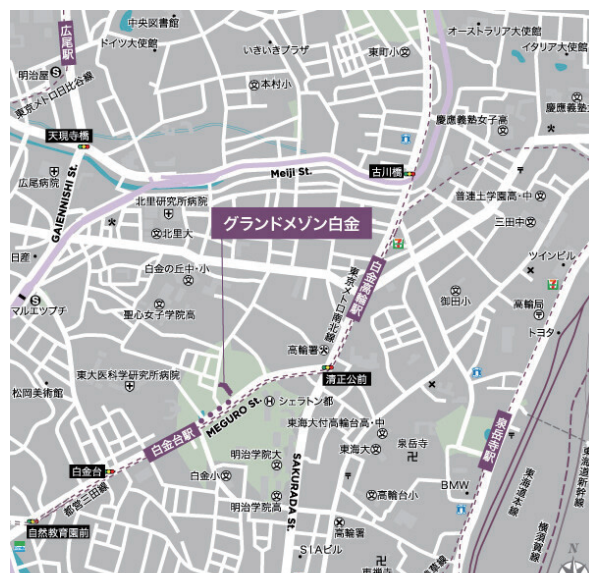 中央図書館
ドイツ大使館
広尾駅
明治屋
東京メトロ日比谷線
いきいきプラザ
本村小
東町小
オーストラリア大使館
イタリア大使館
慶應義塾女子高
慶應義塾
天現寺橋
広尾病院
GAIENNISHI St.
Meiji St.
古川橋
北里研究所病院
北里大
グランドメゾン白金
普連土学園高・中
三田中
日産
マルエツプチ
白金の丘中・小
聖心女子学院高
東京メトロ南北線
白金高輪駅
ツインビル
御田小
高輪局
トヨタ
高輪署
清正公前
東大医科学研究所病院
松岡美術館
白金台駅
MEGURO St.
シェラトン都
東海大付高輪台高・中
東海大
泉岳寺
泉岳寺駅
白金台
都営三田線
白金小
明治学院大
明治学院高
SAKURADA St.
高輪台小
BMW
東海道本線
横須賀線
東海道新幹線
自然教育園前
高輪署
S1Aビル
東禅寺
浅草線